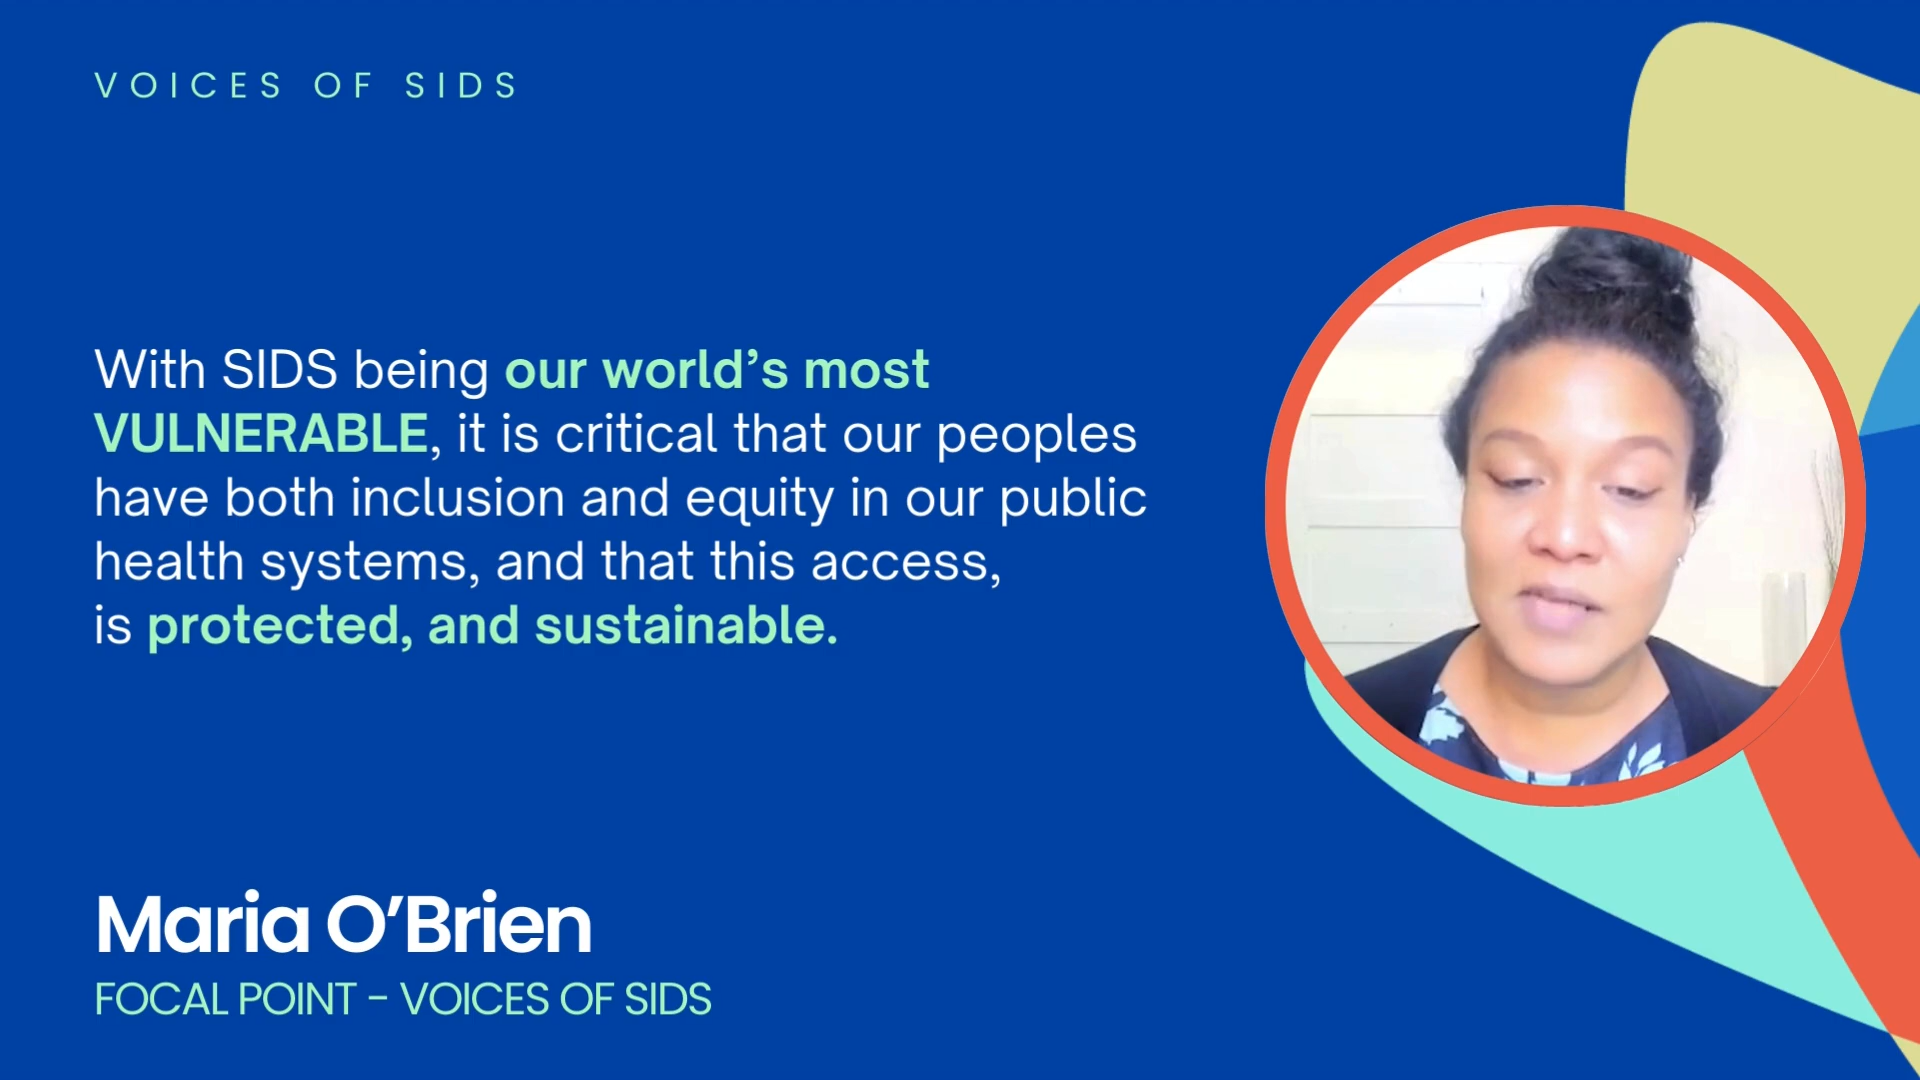 VOICES OF SIDS
With SIDS being our world’s most
VULNERABLE, it is critical that our peoples
have both inclusion and equity in our public
health systems, and that this access,
is protected, and sustainable.
Maria O’Brien
FOCAL POINT – VOICES OF SIDS